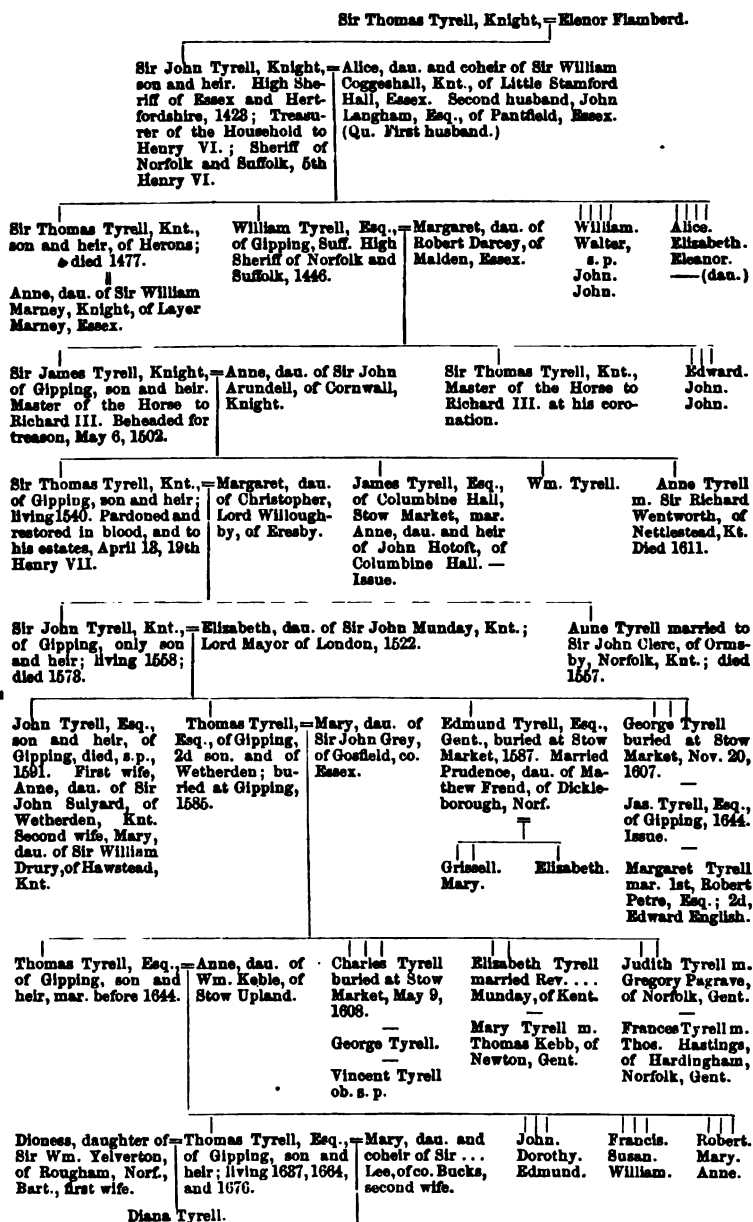 Sir Thomas Tyrell, Knight,=Elenor Flamberd.
Sir John Tyrell, Knight,=
son and heir. High She-
riff of Essex and Hert-
fordshire, 1423; Treasu-
rer of the Household to
Henry VI.; Sheriff of
Norfolk and Suffolk, 5th
Henry VI.
Alice, dau. and coheir of Sir William
Coggeshall, Knt., of Little Stamford
Hall, Essex. Second husband, John
Langham, Esq., of Pantfield, Essex.
(Qu. First husband.)
Sir Thomas Tyrell, Knt.,
son and heir, of Herons;
died 1477.
=
Anne, dau. of Sir William
Marney, Knight, of Layer
Marney, Essex.
William Tyrell, Esq.,=
of Gipping, Suff. High
Sheriff of Norfolk and
Suffolk, 1446.
Margaret, dau. of
Robert Darcey, of
Malden, Essex.
William.
Walter,
s. p.
John.
John.
Alice.
Elizabeth.
Eleanor.
——(dau.)
Sir James Tyrell, Knight,=
of Gipping, son and heir.
Master of the Horse to
Richard III. Beheaded for
treason, May 6, 1502.
Anne, dau. of Sir John
Arundell, of Cornwall,
Knight.
Sir Thomas Tyrell, Knt.,
Master of the Horse to
Richard III. at his coro-
nation.
Edward.
John.
John.
Sir Thomas Tyrell, Knt.,=
of Gipping, son and heir;
living 1540. Pardoned and
restored in blood, and to
his estates, April 13, 19th
Henry VII.
Margaret, dau.
of Christopher,
Lord Willough-
by, of Eresby.
James Tyrell, Esq.,
of Columbine Hall,
Stow Market, mar.
Anne, dau. and heir
of John Hotoft, of
Columbine Hall. —
Issue.
Wm. Tyrell.
Anne Tyrell
m. Sir Richard
Wentworth, of
Nettlestead, Kt.
Died 1611.
Sir John Tyrell, Knt.,=
of Gipping, only son
and heir; living 1558;
died 1573.
Elizabeth, dau. of Sir John Munday, Knt.;
Lord Mayor of London, 1522.
Anne Tyrell married to
Sir John Clere, of Orms-
by, Norfolk, Knt.; died
1557.
John Tyrell, Esq.,
son and heir, of
Gipping, died, s.p.,
1591. First wife,
Anne, dau. of Sir
John Sulyard, of
Wetherden, Knt.
Second wife, Mary,
dau. of Sir William
Drury, of Hawstead,
Knt.
Thomas Tyrell,=
Esq., of Gipping,
2d son. and of
Wetherden; bu-
ried at Gipping,
1585.
Mary, dau. of
Sir John Grey,
of Gosfield, co.
Essex.
Edmund Tyrell, Esq.,
Gent., buried at Stow
Market, 1587. Married
Prudence, dau. of Ma-
thew Frend, of Dickle-
borough, Norf.
=
Grissell.
Mary.
Elizabeth.
George Tyrell
buried at Stow
Market, Nov. 20,
1607.
—
Jas. Tyrell, Esq.,
of Gipping, 1644.
Issue.
—
Margaret Tyrell
mar. 1st, Robert
Petre, Esq.; 2d,
Edward English.
Thomas Tyrell, Esq.,=
of Gipping, son and
heir, mar. before 1644.
Anne, dau. of
Wm. Keble, of
Stow Upland.
Charles Tyrell
buried at Stow
Market, May 9,
1608.
—
George Tyrell.
—
Vincent Tyrell
ob. s. p.
Elizabeth Tyrell
married Rev. ....
Munday, of Kent.
—
Mary Tyrell m.
Thomas Kebb, of
Newton, Gent.
Judith Tyrell m.
Gregory Pagrave,
of Norfolk, Gent.
—
Frances Tyrell m.
Thos. Hastings,
of Hardingham,
Norfolk, Gent.
Dioness, daughter of=
Sir Wm. Yelverton,
of Rougham, Norf.,
Bart., first wife.
Thomas Tyrell, Esq.,=
of Gipping, son and
heir; living 1637, 1664,
and 1676.
Mary, dau. and
coheir of Sir ...
Lee, of co. Bucks,
second wife.
John.
Dorothy.
Edmund.
Francis.
Susan.
William.
Robert.
Mary.
Anne.
Diana Tyrell.